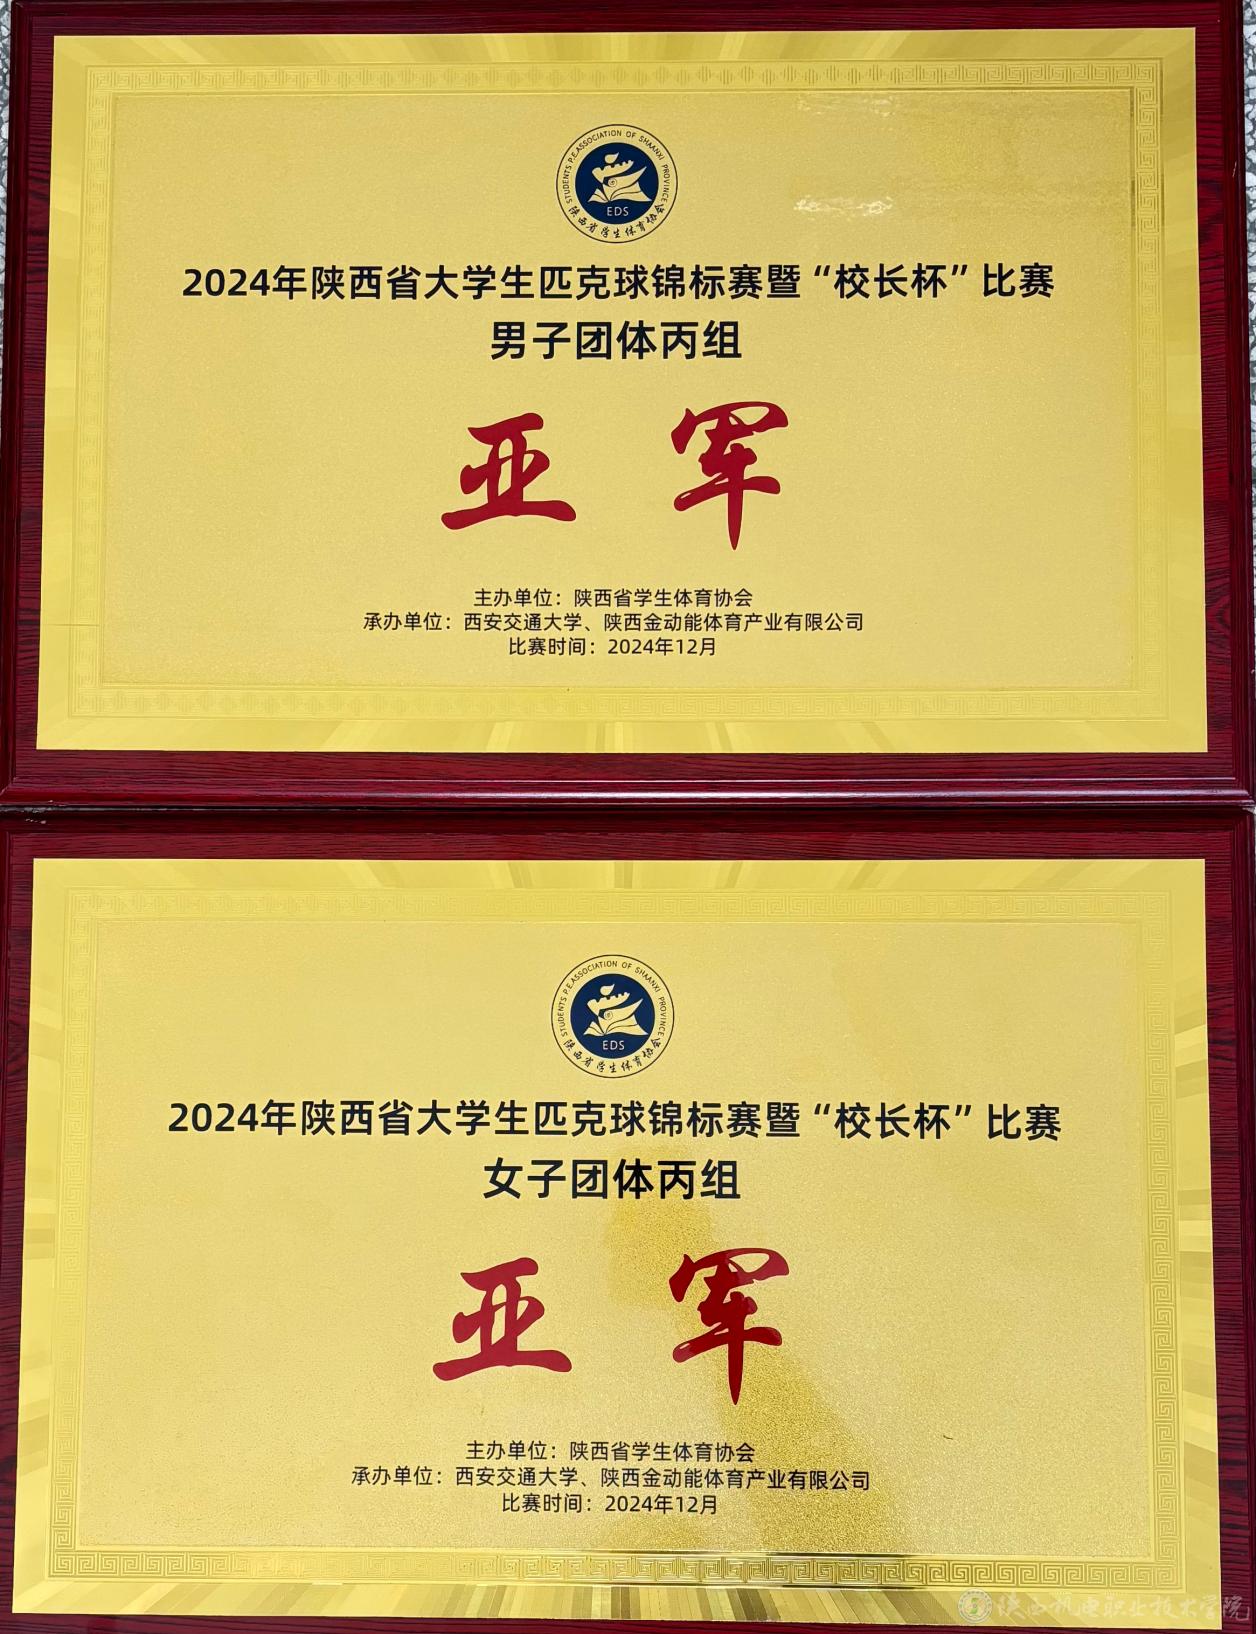 STUDENTS P.E.ASSOCIATION OF SHAANXI PROVINCE
EDS
陕西省学生体育协会
2024年陕西省大学生匹克球锦标赛暨“校长杯”比赛
男子团体丙组
亚军
主办单位：陕西省学生体育协会
承办单位：西安交通大学、陕西金动能体育产业有限公司
比赛时间：2024年12月
STUDENTS P.E.ASSOCIATION OF SHAANXI PROVINCE
EDS
陕西省学生体育协会
2024年陕西省大学生匹克球锦标赛暨“校长杯”比赛
女子团体丙组
亚军
主办单位：陕西省学生体育协会
承办单位：西安交通大学、陕西金动能体育产业有限公司
比赛时间：2024年12月
陕西机电职业技术学院